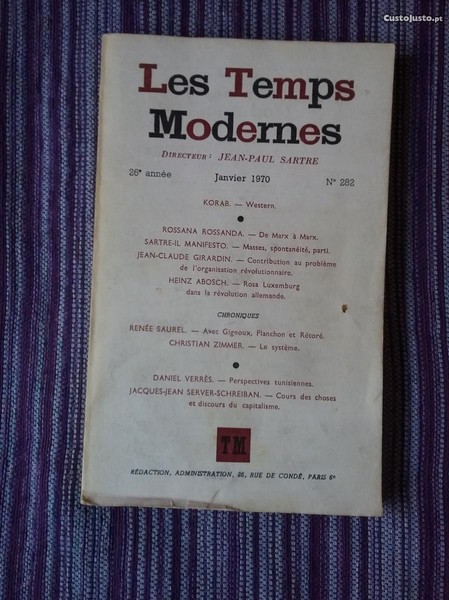 CustoJusto.pt
Les Temps
Modernes
DIRECTEUR: JEAN-PAUL SARTRE
26e année Janvier 1970 No 282
KORAB. — Western.
ROSSANA ROSSANDA. — De Marx à Marx.
SARTRE-IL MANIFESTO. — Masses, spontanéité, parti.
JEAN-CLAUDE GIRARDIN. — Contribution au problème
de l'organisation révolutionnaire.
HEINZ ABOSCH. — Rosa Luxemburg
dans la révolution allemande.
CHRONIQUES
RENÉE SAUREL. — Avec Gignoux, Planchon et Rétoré.
CHRISTIAN ZIMMER. — Le système.
DANIEL VERRÈS. — Perspectives tunisiennes.
JACQUES-JEAN SERVER-SCHREIBAN. — Cours des choses
et discours du capitalisme.
TM
RÉDACTION, ADMINISTRATION, 26, RUE DE CONDÉ, PARIS 6e